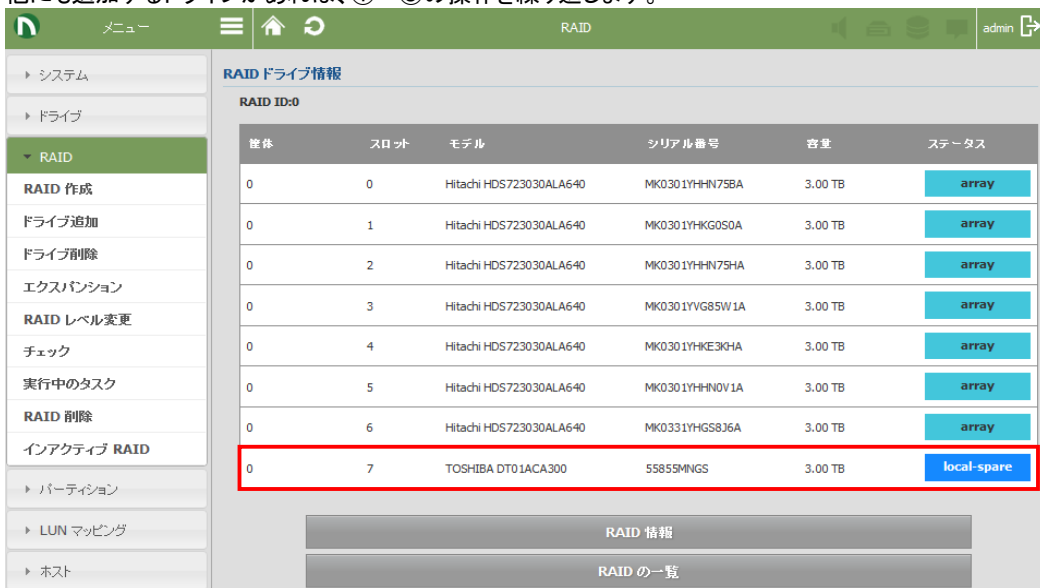 他にも追加するドライブがあれば、①～
の操作を繰り返します。
メニュー
RAID
admin
システム
ドライブ
RAID
RAID 作成
ドライブ追加
ドライブ削除
エクスパンション
RAID レベル変更
チェック
実行中のタスク
RAID 削除
インアクティブ RAID
パーティション
LUN マッピング
ホスト
RAID ドライブ情報
RAID ID:0
筐体 スロット モデル シリアル番号 容量 ステータス
0 0 Hitachi HDS723030ALA640 MK0301YHHN75BA 3.00 TB array
0 1 Hitachi HDS723030ALA640 MK0301YHKG0S0A 3.00 TB array
0 2 Hitachi HDS723030ALA640 MK0301YHHN75HA 3.00 TB array
0 3 Hitachi HDS723030ALA640 MK0301YVG85W1A 3.00 TB array
0 4 Hitachi HDS723030ALA640 MK0301YHKE3KHA 3.00 TB array
0 5 Hitachi HDS723030ALA640 MK0301YHHN0V1A 3.00 TB array
0 6 Hitachi HDS723030ALA640 MK0331YHGS8J6A 3.00 TB array
0 7 TOSHIBA DT01ACA300 55855MNGS 3.00 TB local-spare
RAID 情報
RAID の一覧